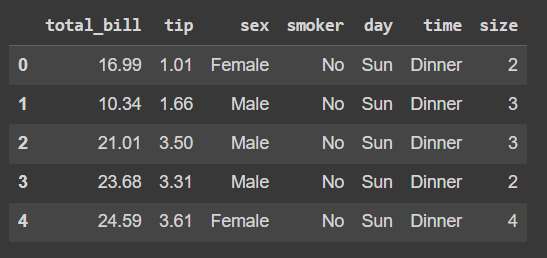 total_bill tip sex smoker day time size
0 16.99 1.01 Female No Sun Dinner 2
1 10.34 1.66 Male No Sun Dinner 3
2 21.01 3.50 Male No Sun Dinner 3
3 23.68 3.31 Male No Sun Dinner 2
4 24.59 3.61 Female No Sun Dinner 4